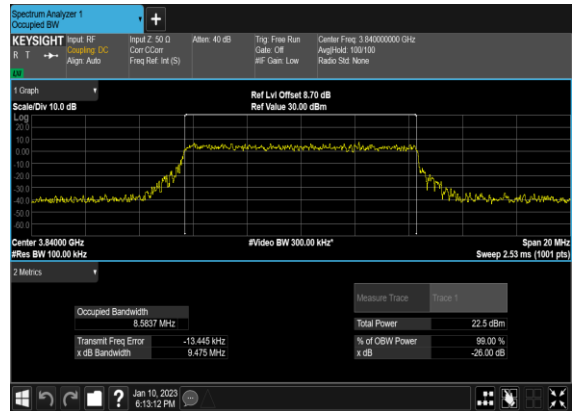 Spectrum Analyzer 1
Occupied BW
+
KEYSIGHT Input: RF Input Z: 50 Ω Atten: 40 dB Trig: Free Run Center Freq: 3.840000000 GHz
R T Coupling: DC Corr CCorr Gate: Off Avg|Hold: 100/100
Align: Auto Freq Ref: Int (S) #IF Gain: Low Radio Std: None
LXI
1 Graph Ref Lvl Offset 8.70 dB
Scale/Div 10.0 dB Ref Value 30.00 dBm
Log
20.0
10.0
0.00
-10.0
-20.0
-30.0
-40.0
-50.0
-60.0
Center 3.84000 GHz #Video BW 300.00 kHz* Span 20 MHz
#Res BW 100.00 kHz Sweep 2.53 ms (1001 pts)
2 Metrics
Measure Trace Trace 1
Occupied Bandwidth
8.5837 MHz Total Power 22.5 dBm
Transmit Freq Error -13.445 kHz % of OBW Power 99.00 %
x dB Bandwidth 9.475 MHz x dB -26.00 dB
? Jan 10, 2023
6:13:12 PM